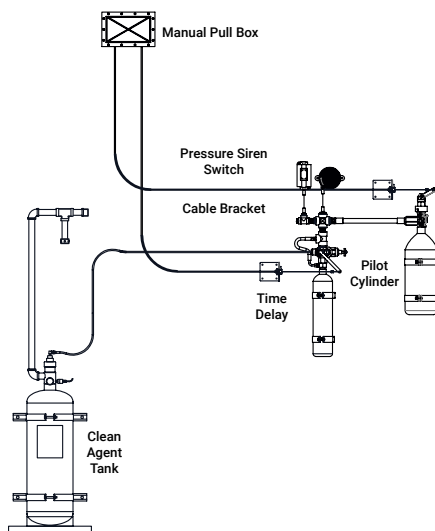 Manual Pull Box
Pressure Siren
Switch
Cable Bracket
Time
Delay
Pilot
Cylinder
Clean
Agent
Tank